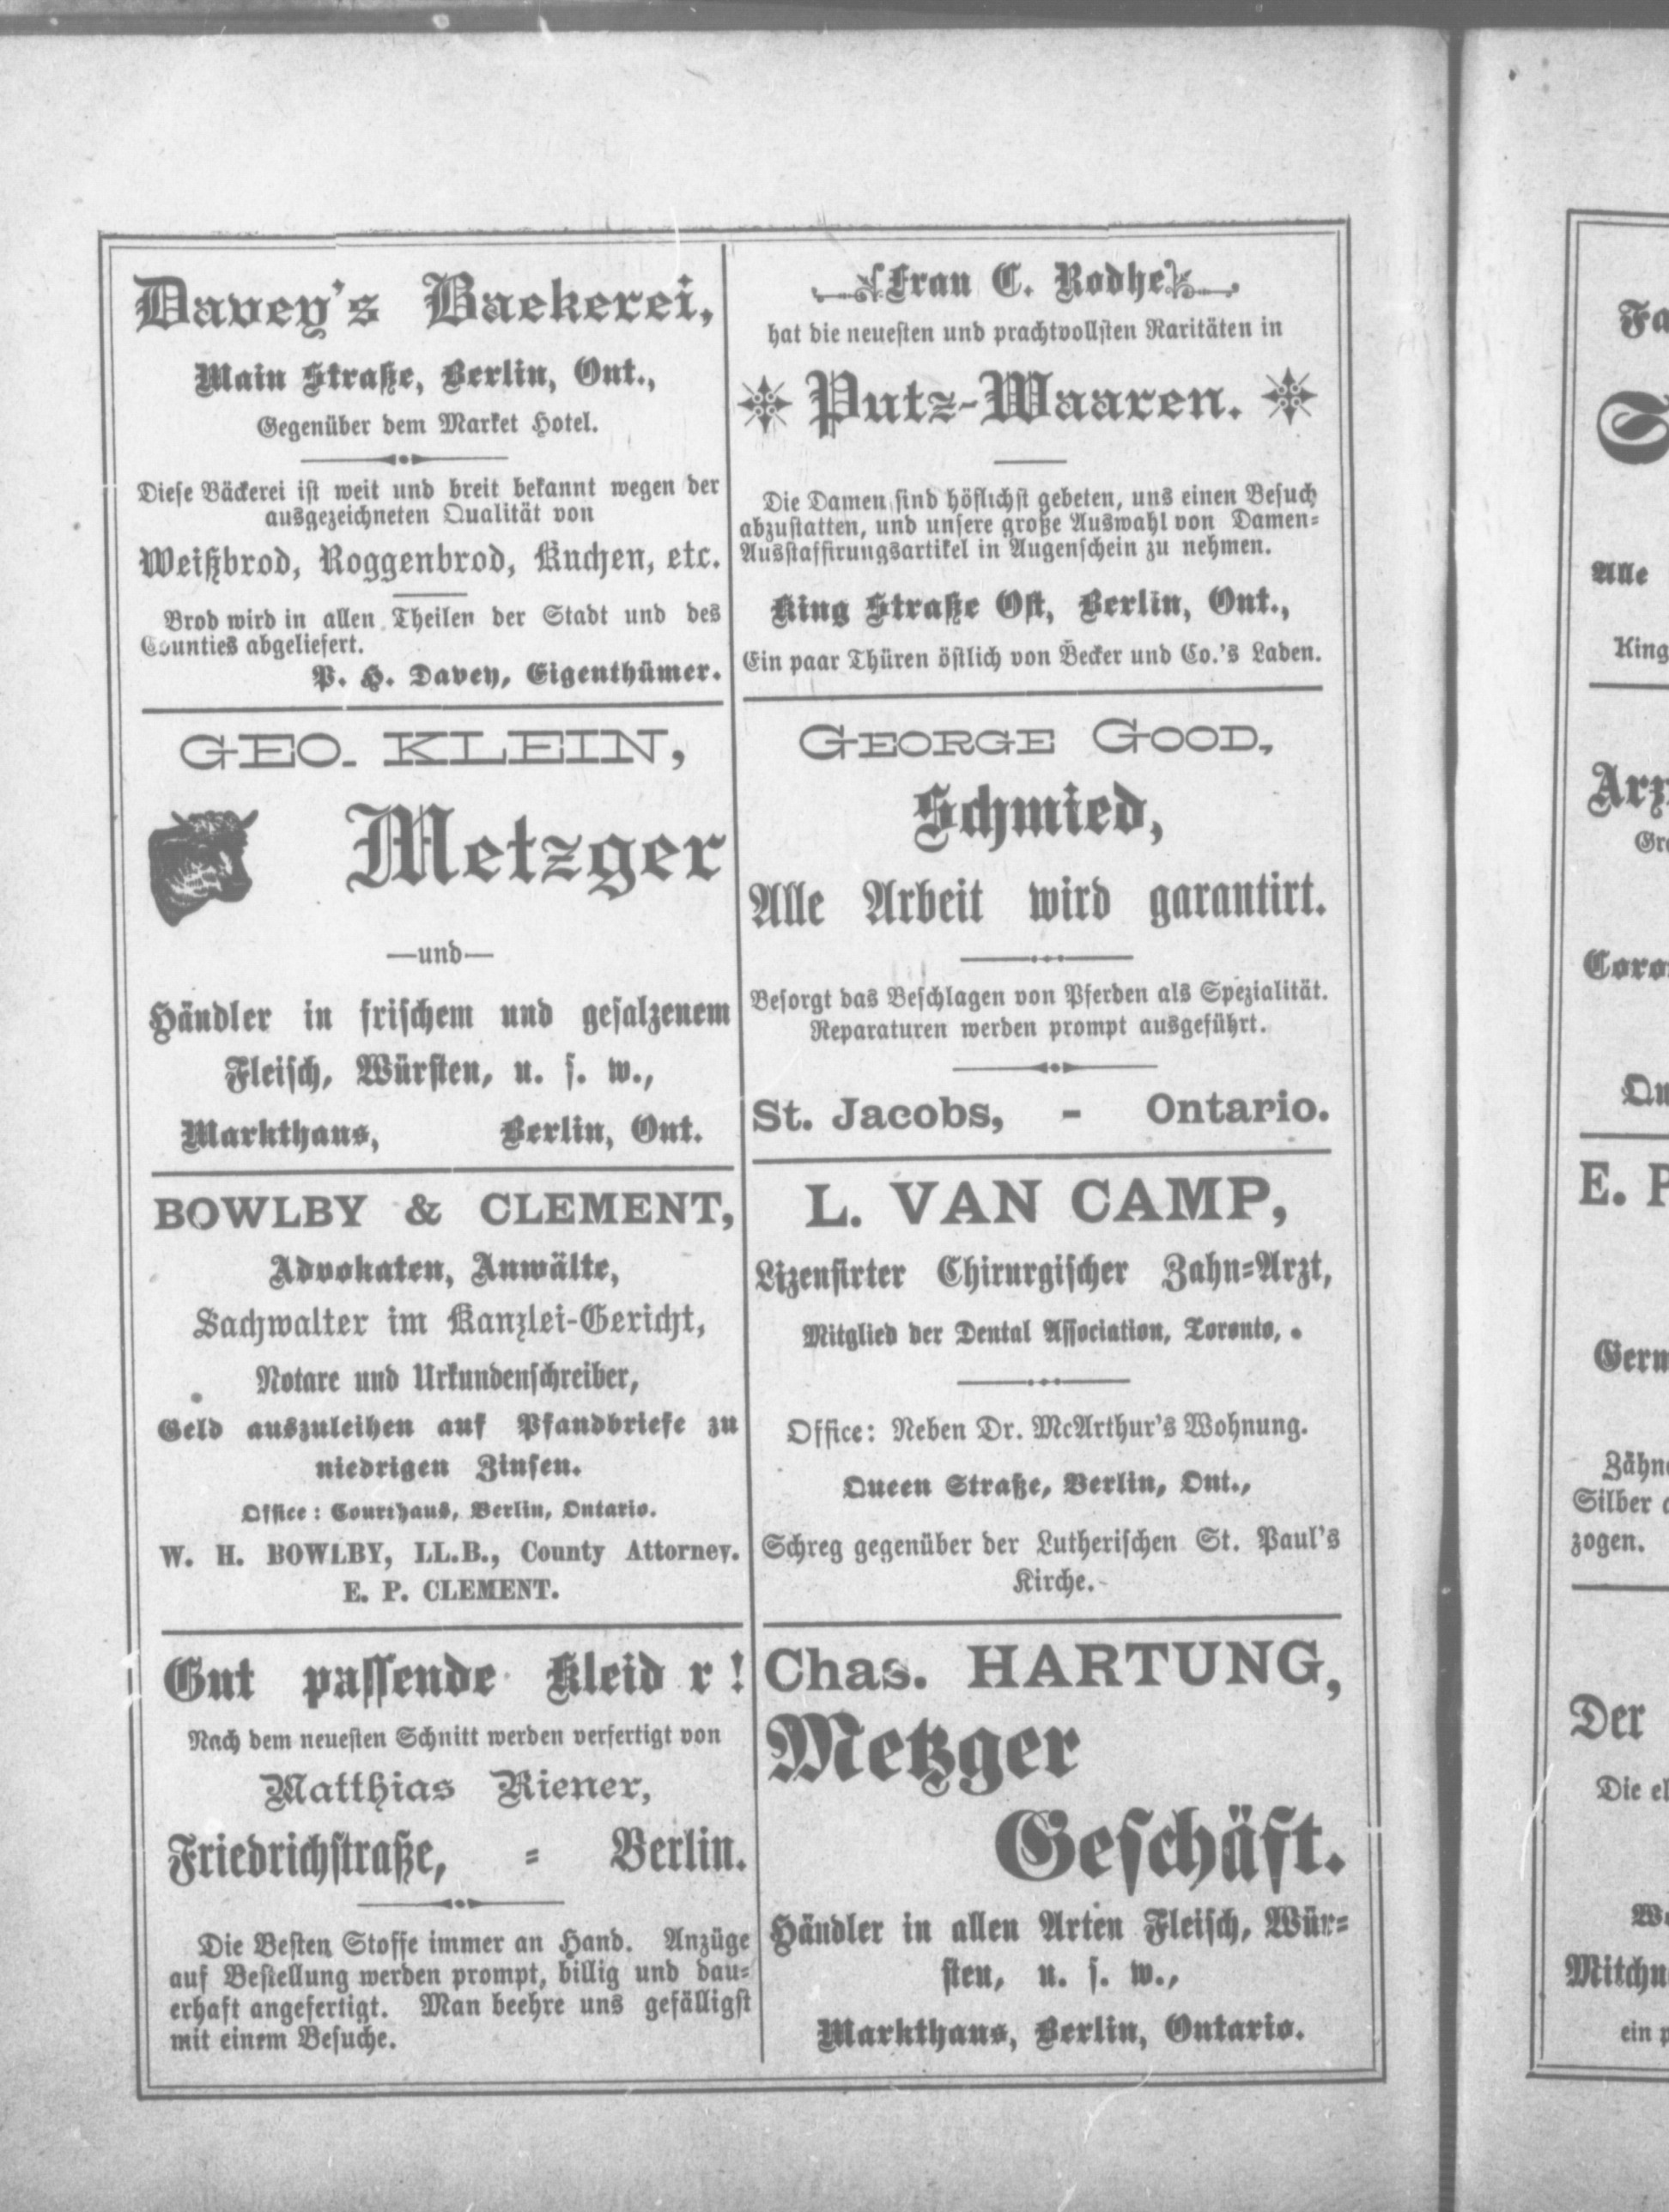 Davey's Baekerei,
Main Straße, Berlin, Ont.,
Gegenüber dem Market Hotel.
Diese Bäckerei ist weit und breit bekannt wegen der
ausgezeichneten Qualität von
Weißbrod, Roggenbrod, Kuchen, etc.
Brod wird in allen Theilen der Stadt und des
Counties abgeliefert.
P. H. Davey, Eigenthümer.
GEO. KLEIN,
Metzger
—und—
Händler in frischem und gesalzenem
Fleisch, Würsten, u. s. w.,
Markthaus, Berlin, Ont.
BOWLBY & CLEMENT,
Advokaten, Anwälte,
Sachwalter im Kanzlei-Gericht,
Notare und Urkundenschreiber,
Geld auszuleihen auf Pfandbriefe zu
niedrigen Zinsen.
Office: Courthaus, Berlin, Ontario.
W. H. BOWLBY, LL.B., County Attorney.
E. P. CLEMENT.
Gut passende Kleid r!
Nach dem neuesten Schnitt werden verfertigt von
Matthias Riener,
Friedrichstraße, - Berlin.
Die Besten Stoffe immer an Hand. Anzüge
auf Bestellung werden prompt, billig und dau-
erhaft angefertigt. Man beehre uns gefälligst
mit einem Besuche.
Frau C. Rodhe
hat die neuesten und prachtvollsten Raritäten in
Putz-Waaren.
Die Damen sind höflichst gebeten, uns einen Besuch
abzustatten, und unsere große Auswahl von Damen-
Ausstaffirungsartikel in Augenschein zu nehmen.
King Straße Ost, Berlin, Ont.,
Ein paar Thüren östlich von Becker und Co.'s Laden.
GEORGE GOOD,
Schmied,
Alle Arbeit wird garantirt.
Besorgt das Beschlagen von Pferden als Spezialität.
Reparaturen werden prompt ausgeführt.
St. Jacobs, - Ontario.
L. VAN CAMP,
Lizensirter Chirurgischer Zahn-Arzt,
Mitglied der Dental Association, Toronto,
Office: Neben Dr. McArthur's Wohnung.
Queen Straße, Berlin, Ont.,
Schreg gegenüber der Lutherischen St. Paul's
Kirche.
Chas. HARTUNG,
Metzger
Geschäft.
Händler in allen Arten Fleisch, Wür-
sten, u. s. w.,
Markthaus, Berlin, Ontario.
Alle
King
E. P
Zähne
Silber
zogen.
Der
Die
ein